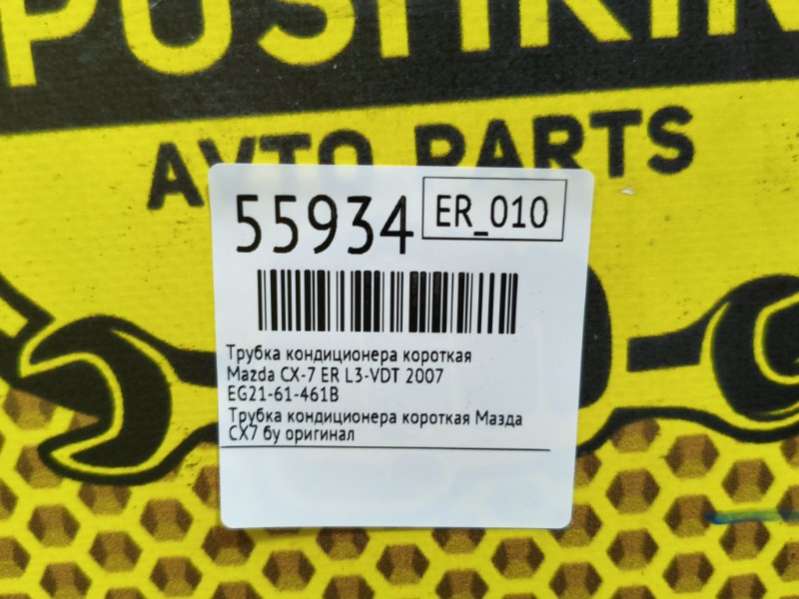 PUSHKIN
AVTO PARTS
55934
ER_010
Трубка кондиционера короткая
Mazda CX-7 ER L3-VDT 2007
EG21-61-461B
Трубка кондиционера короткая Мазда
СХ7 бу оригинал